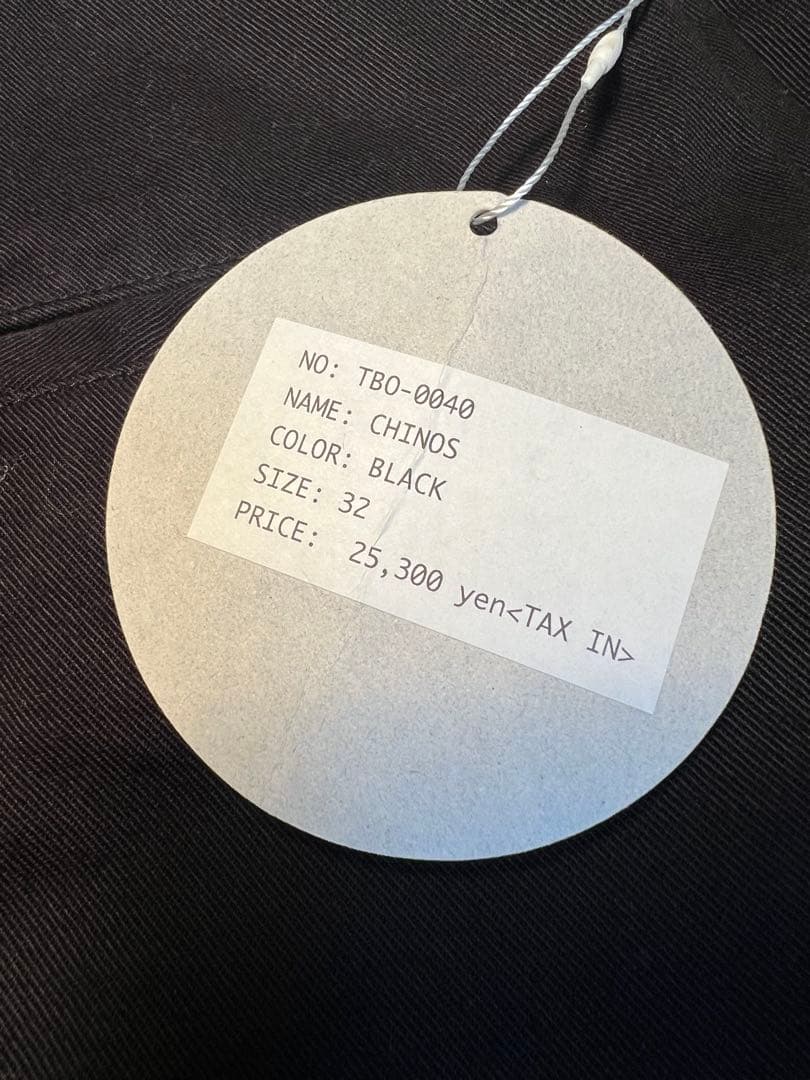 NO: TBO-0040
NAME: CHINOS
COLOR: BLACK
SIZE: 32
PRICE: 25,300 yen<TAX IN>